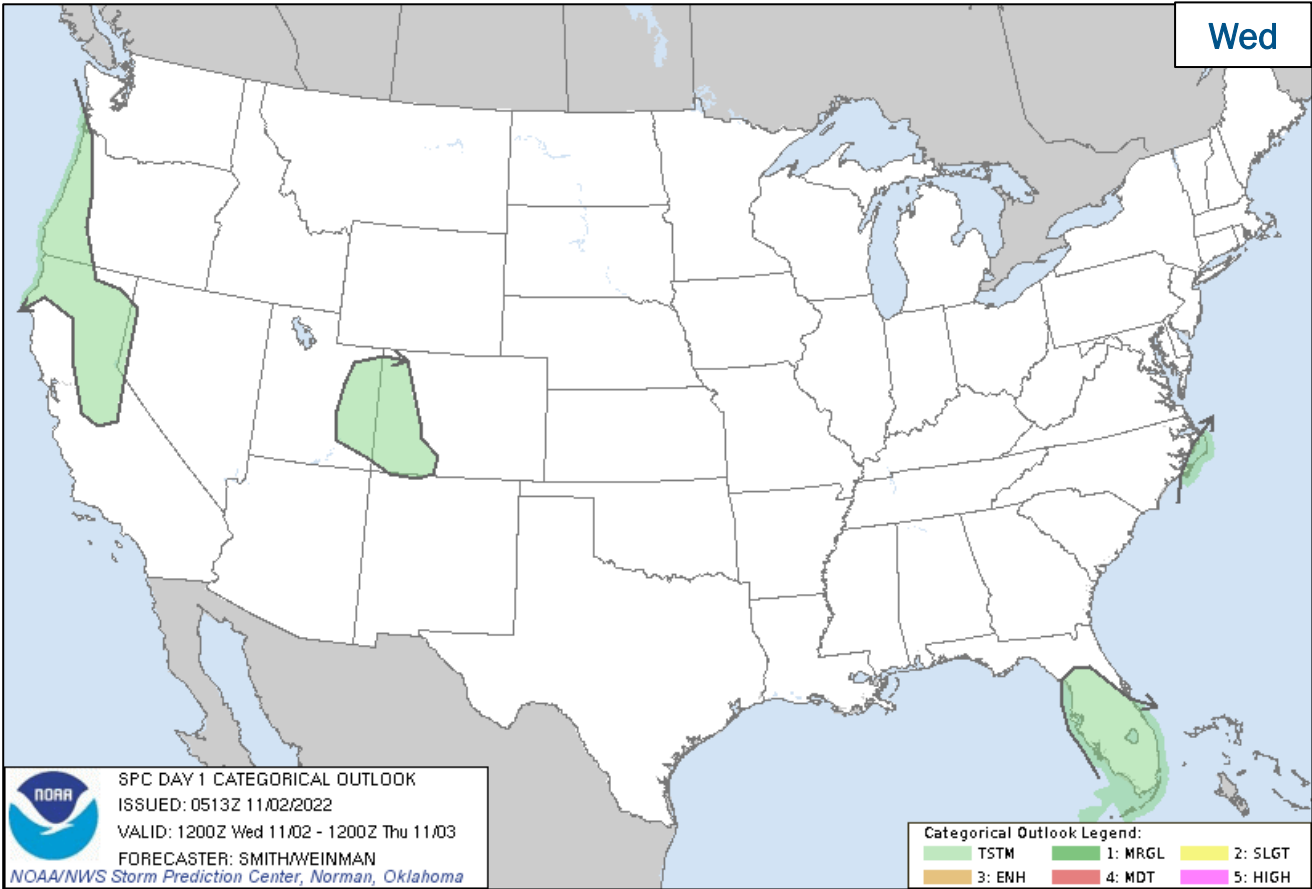 Wed
NOAA
SPC DAY 1 CATEGORICAL OUTLOOK
ISSUED: 0513Z 11/02/2022
VALID: 1200Z Wed 11/02 - 1200Z Thu 11/03
FORECASTER: SMITH/WEINMAN
NOAA/NWS Storm Prediction Center, Norman, Oklahoma
Categorical Outlook Legend:
TSTM 1: MRGL 2: SLGT
3: ENH 4: MDT 5: HIGH